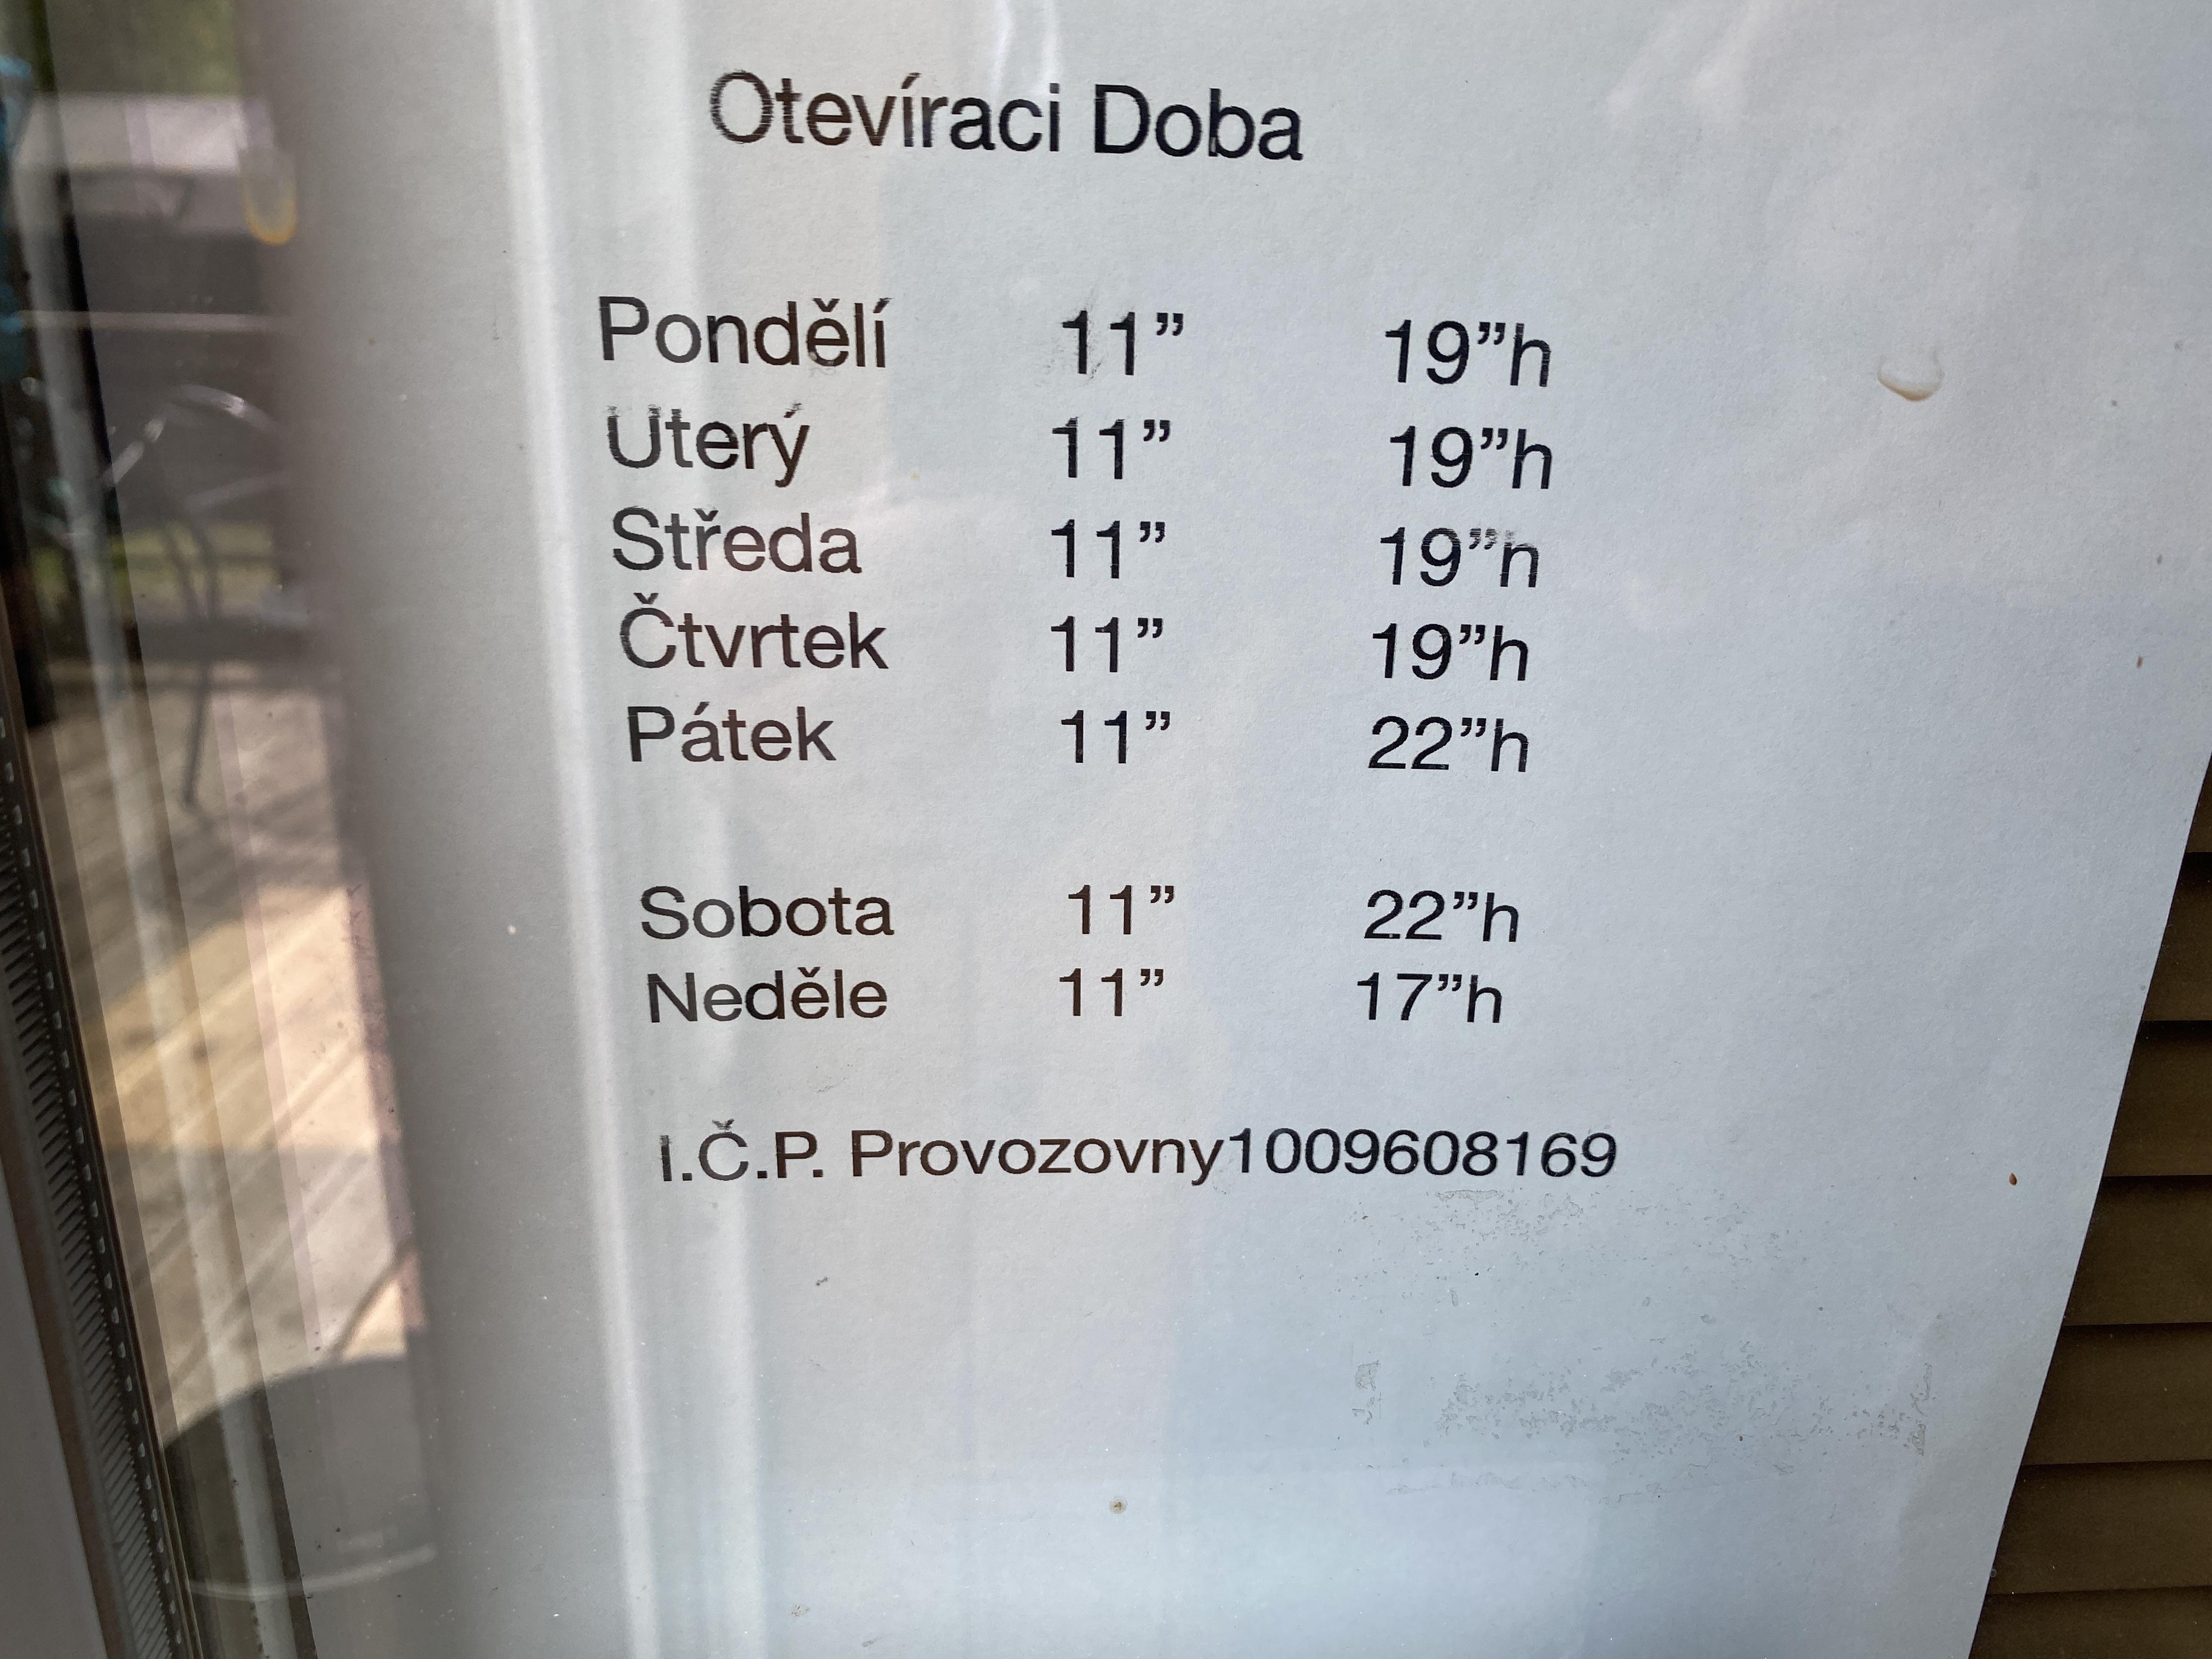 Otevíraci Doba
Pondělí 11” 19”h
Uterý 11” 19”h
Středa 11” 19”h
Čtvrtek 11” 19”h
Pátek 11” 22”h
Sobota 11” 22”h
Neděle 11” 17”h
I.Č.P. Provozovny1009608169